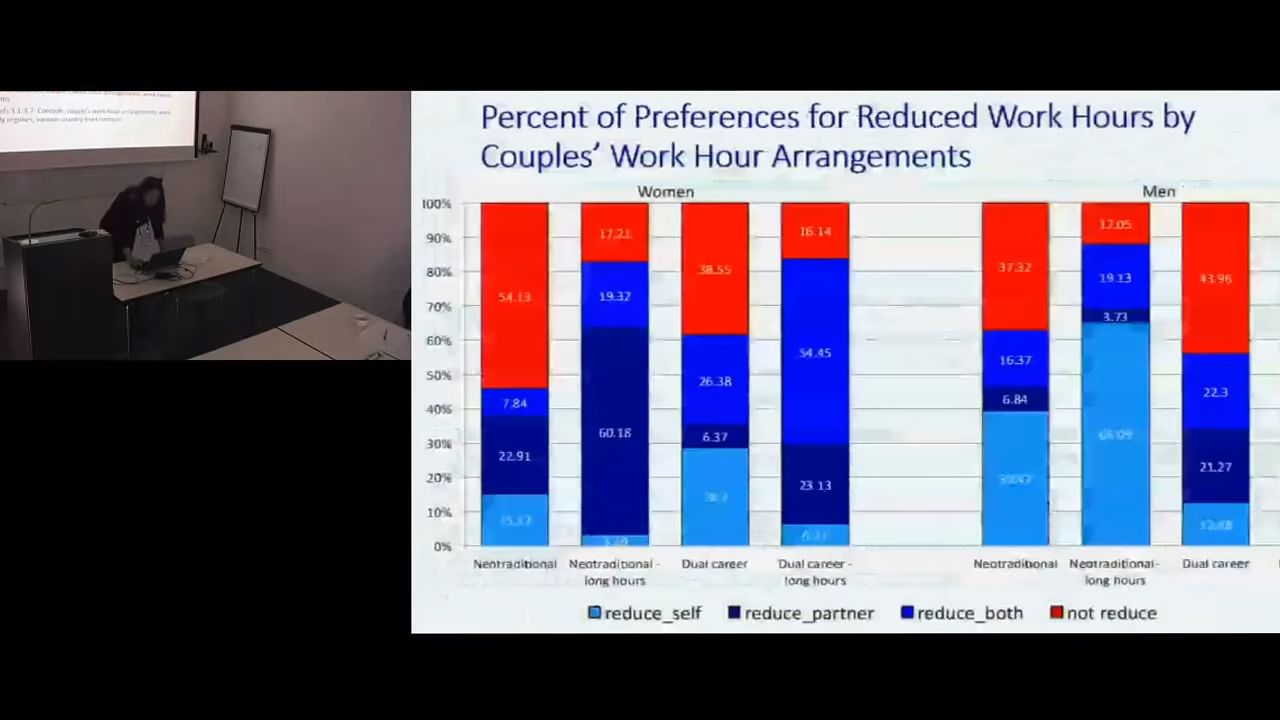 Percent of Preferences for Reduced Work Hours by
Couples' Work Hour Arrangements
Women
Men
100%
90%
80%
70%
60%
50%
40%
30%
20%
10%
0%
54.13
7.84
22.91
17.21
19.32
60.18
38.55
26.38
6.37
16.14
54.45
23.13
37.32
16.37
6.84
12.05
19.13
3.73
43.96
22.3
21.27
Neotraditional
Neotraditional -
long hours
Dual career
Dual career -
long hours
Neotraditional
Neotraditional-
long hours
Dual career
reduce_self
reduce_partner
reduce_both
not reduce